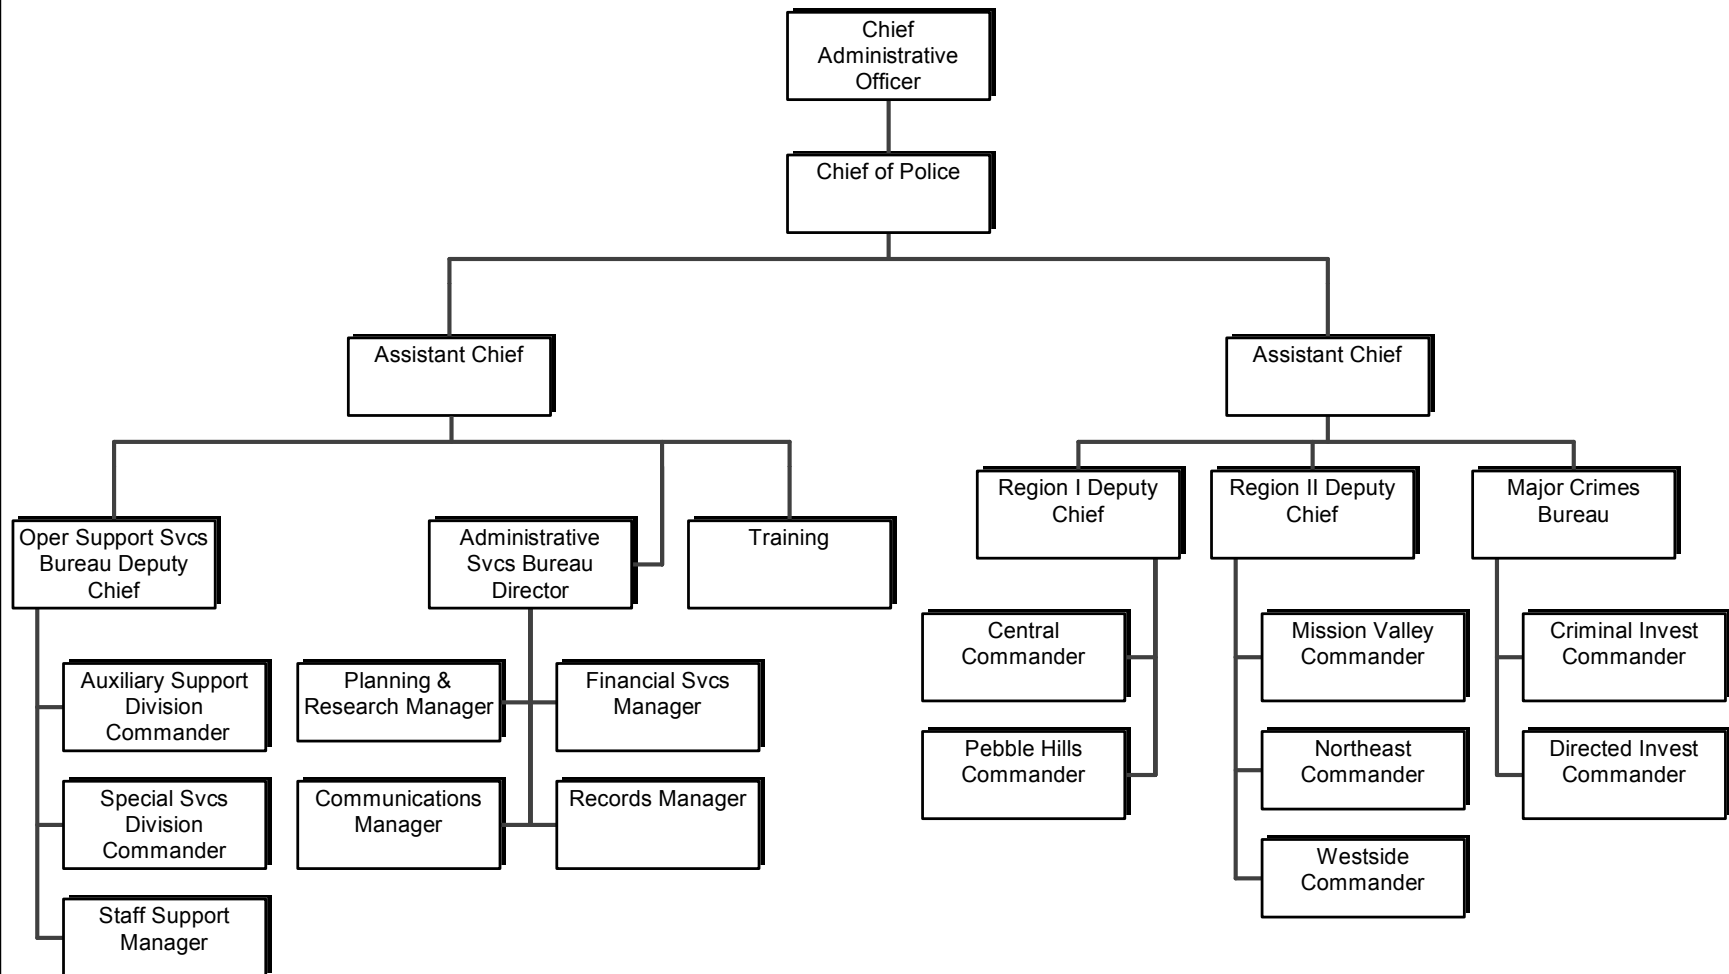 Chief
Administrative
Officer
Chief of Police
Assistant Chief
Assistant Chief
Oper Support Svcs
Bureau Deputy
Chief
Administrative
Svcs Bureau
Director
Training
Region I Deputy
Chief
Region II Deputy
Chief
Major Crimes
Bureau
Auxiliary Support
Division
Commander
Special Svcs
Division
Commander
Staff Support
Manager
Planning &
Research Manager
Financial Svcs
Manager
Communications
Manager
Records Manager
Central
Commander
Pebble Hills
Commander
Mission Valley
Commander
Northeast
Commander
Westside
Commander
Criminal Invest
Commander
Directed Invest
Commander